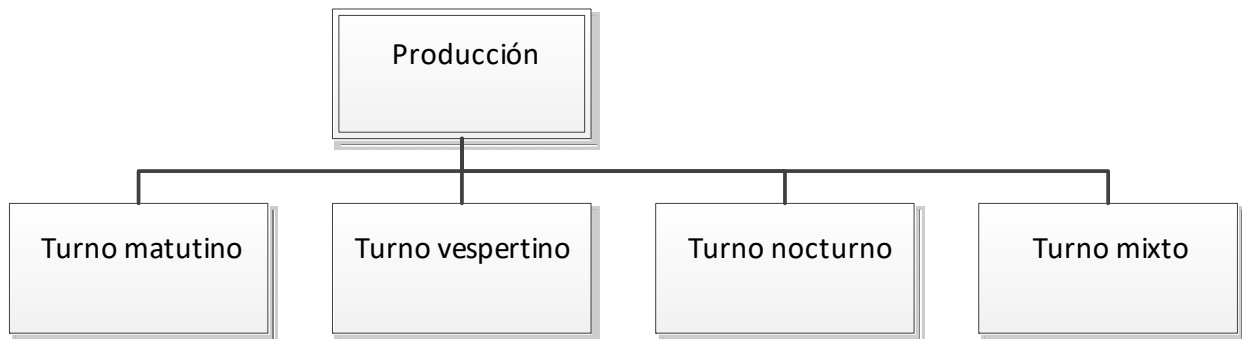 Producción
Turno matutino
Turno vespertino
Turno nocturno
Turno mixto